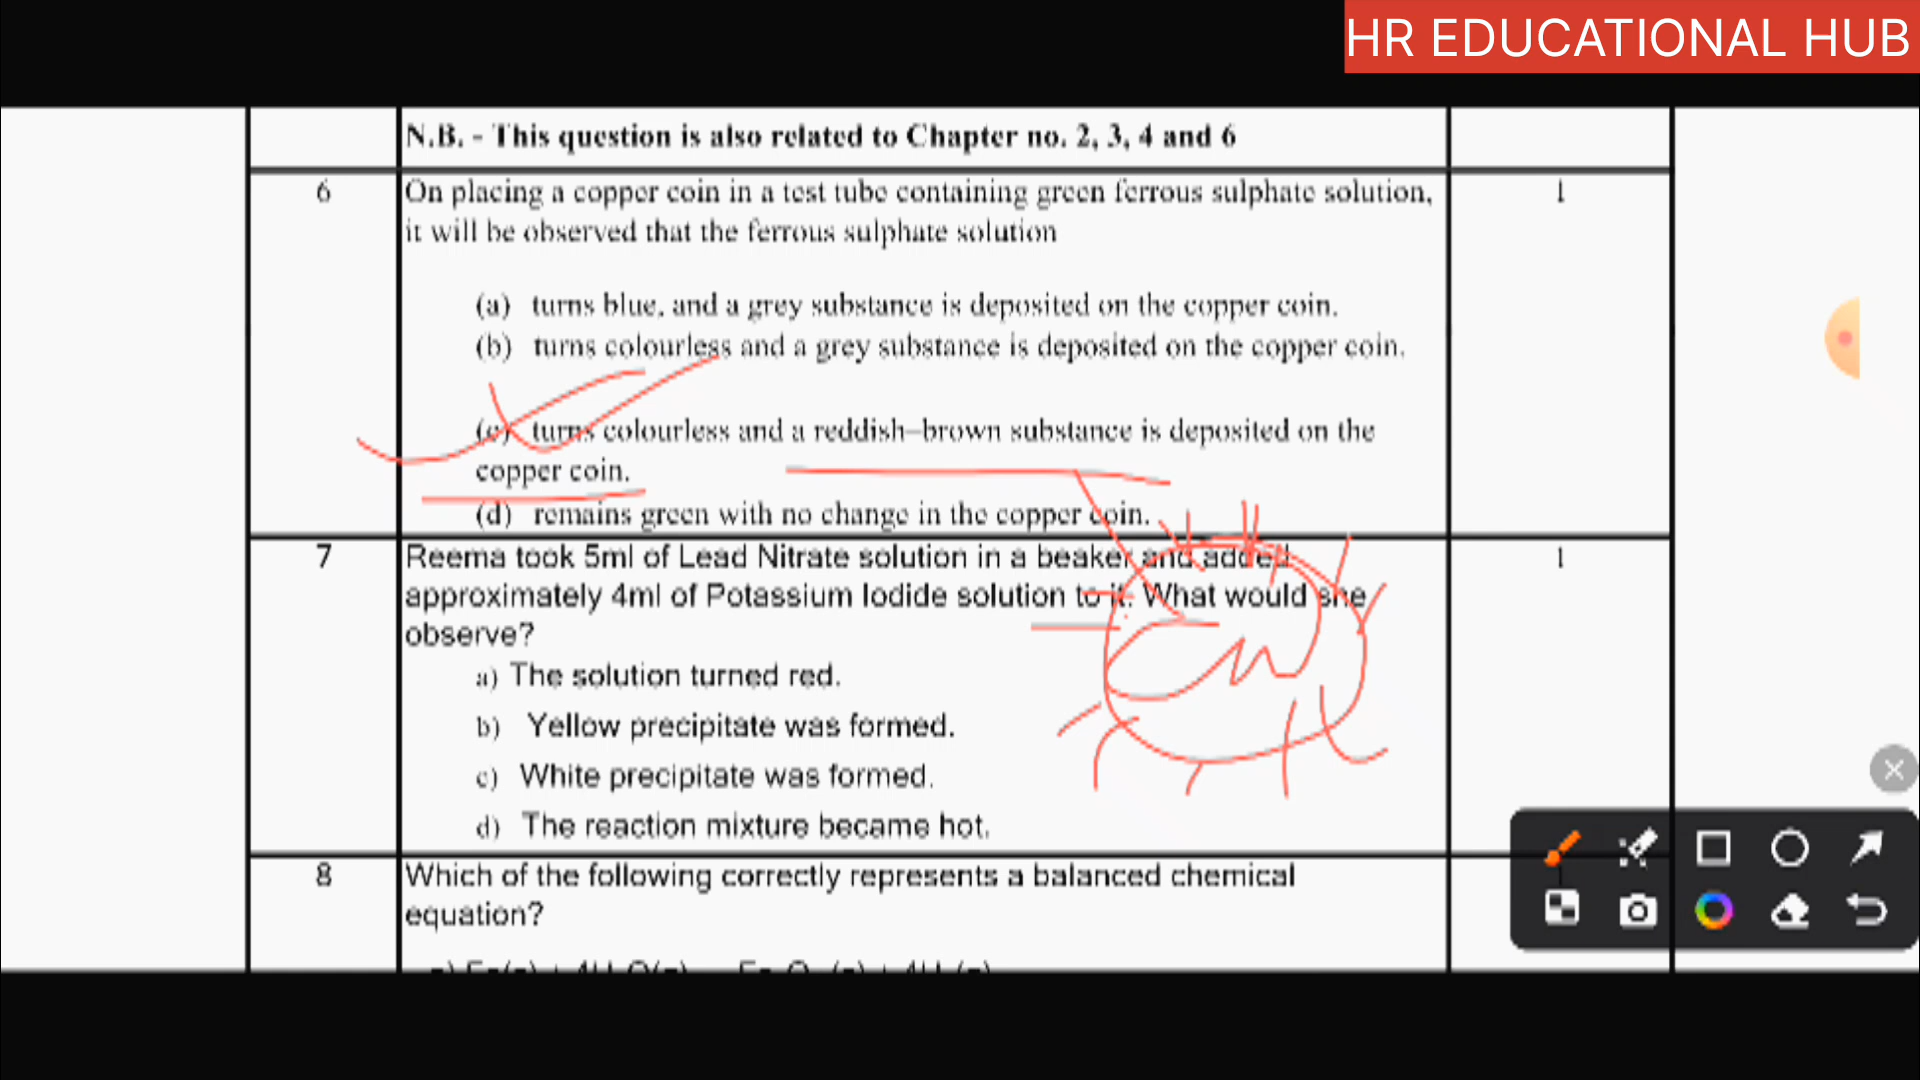 HR EDUCATIONAL HUB
N.B. - This question is also related to Chapter no. 2, 3, 4 and 6
6 On placing a copper coin in a test tube containing green ferrous sulphate solution, 1
it will be observed that the ferrous sulphate solution
(a) turns blue, and a grey substance is deposited on the copper coin.
(b) turns colourless and a grey substance is deposited on the copper coin.
(c) turns colourless and a reddish–brown substance is deposited on the
copper coin.
(d) remains green with no change in the copper coin.
7 Reema took 5ml of Lead Nitrate solution in a beaker and added 1
approximately 4ml of Potassium Iodide solution to it. What would she
observe?
a) The solution turned red.
b) Yellow precipitate was formed.
c) White precipitate was formed.
d) The reaction mixture became hot.
8 Which of the following correctly represents a balanced chemical
equation?